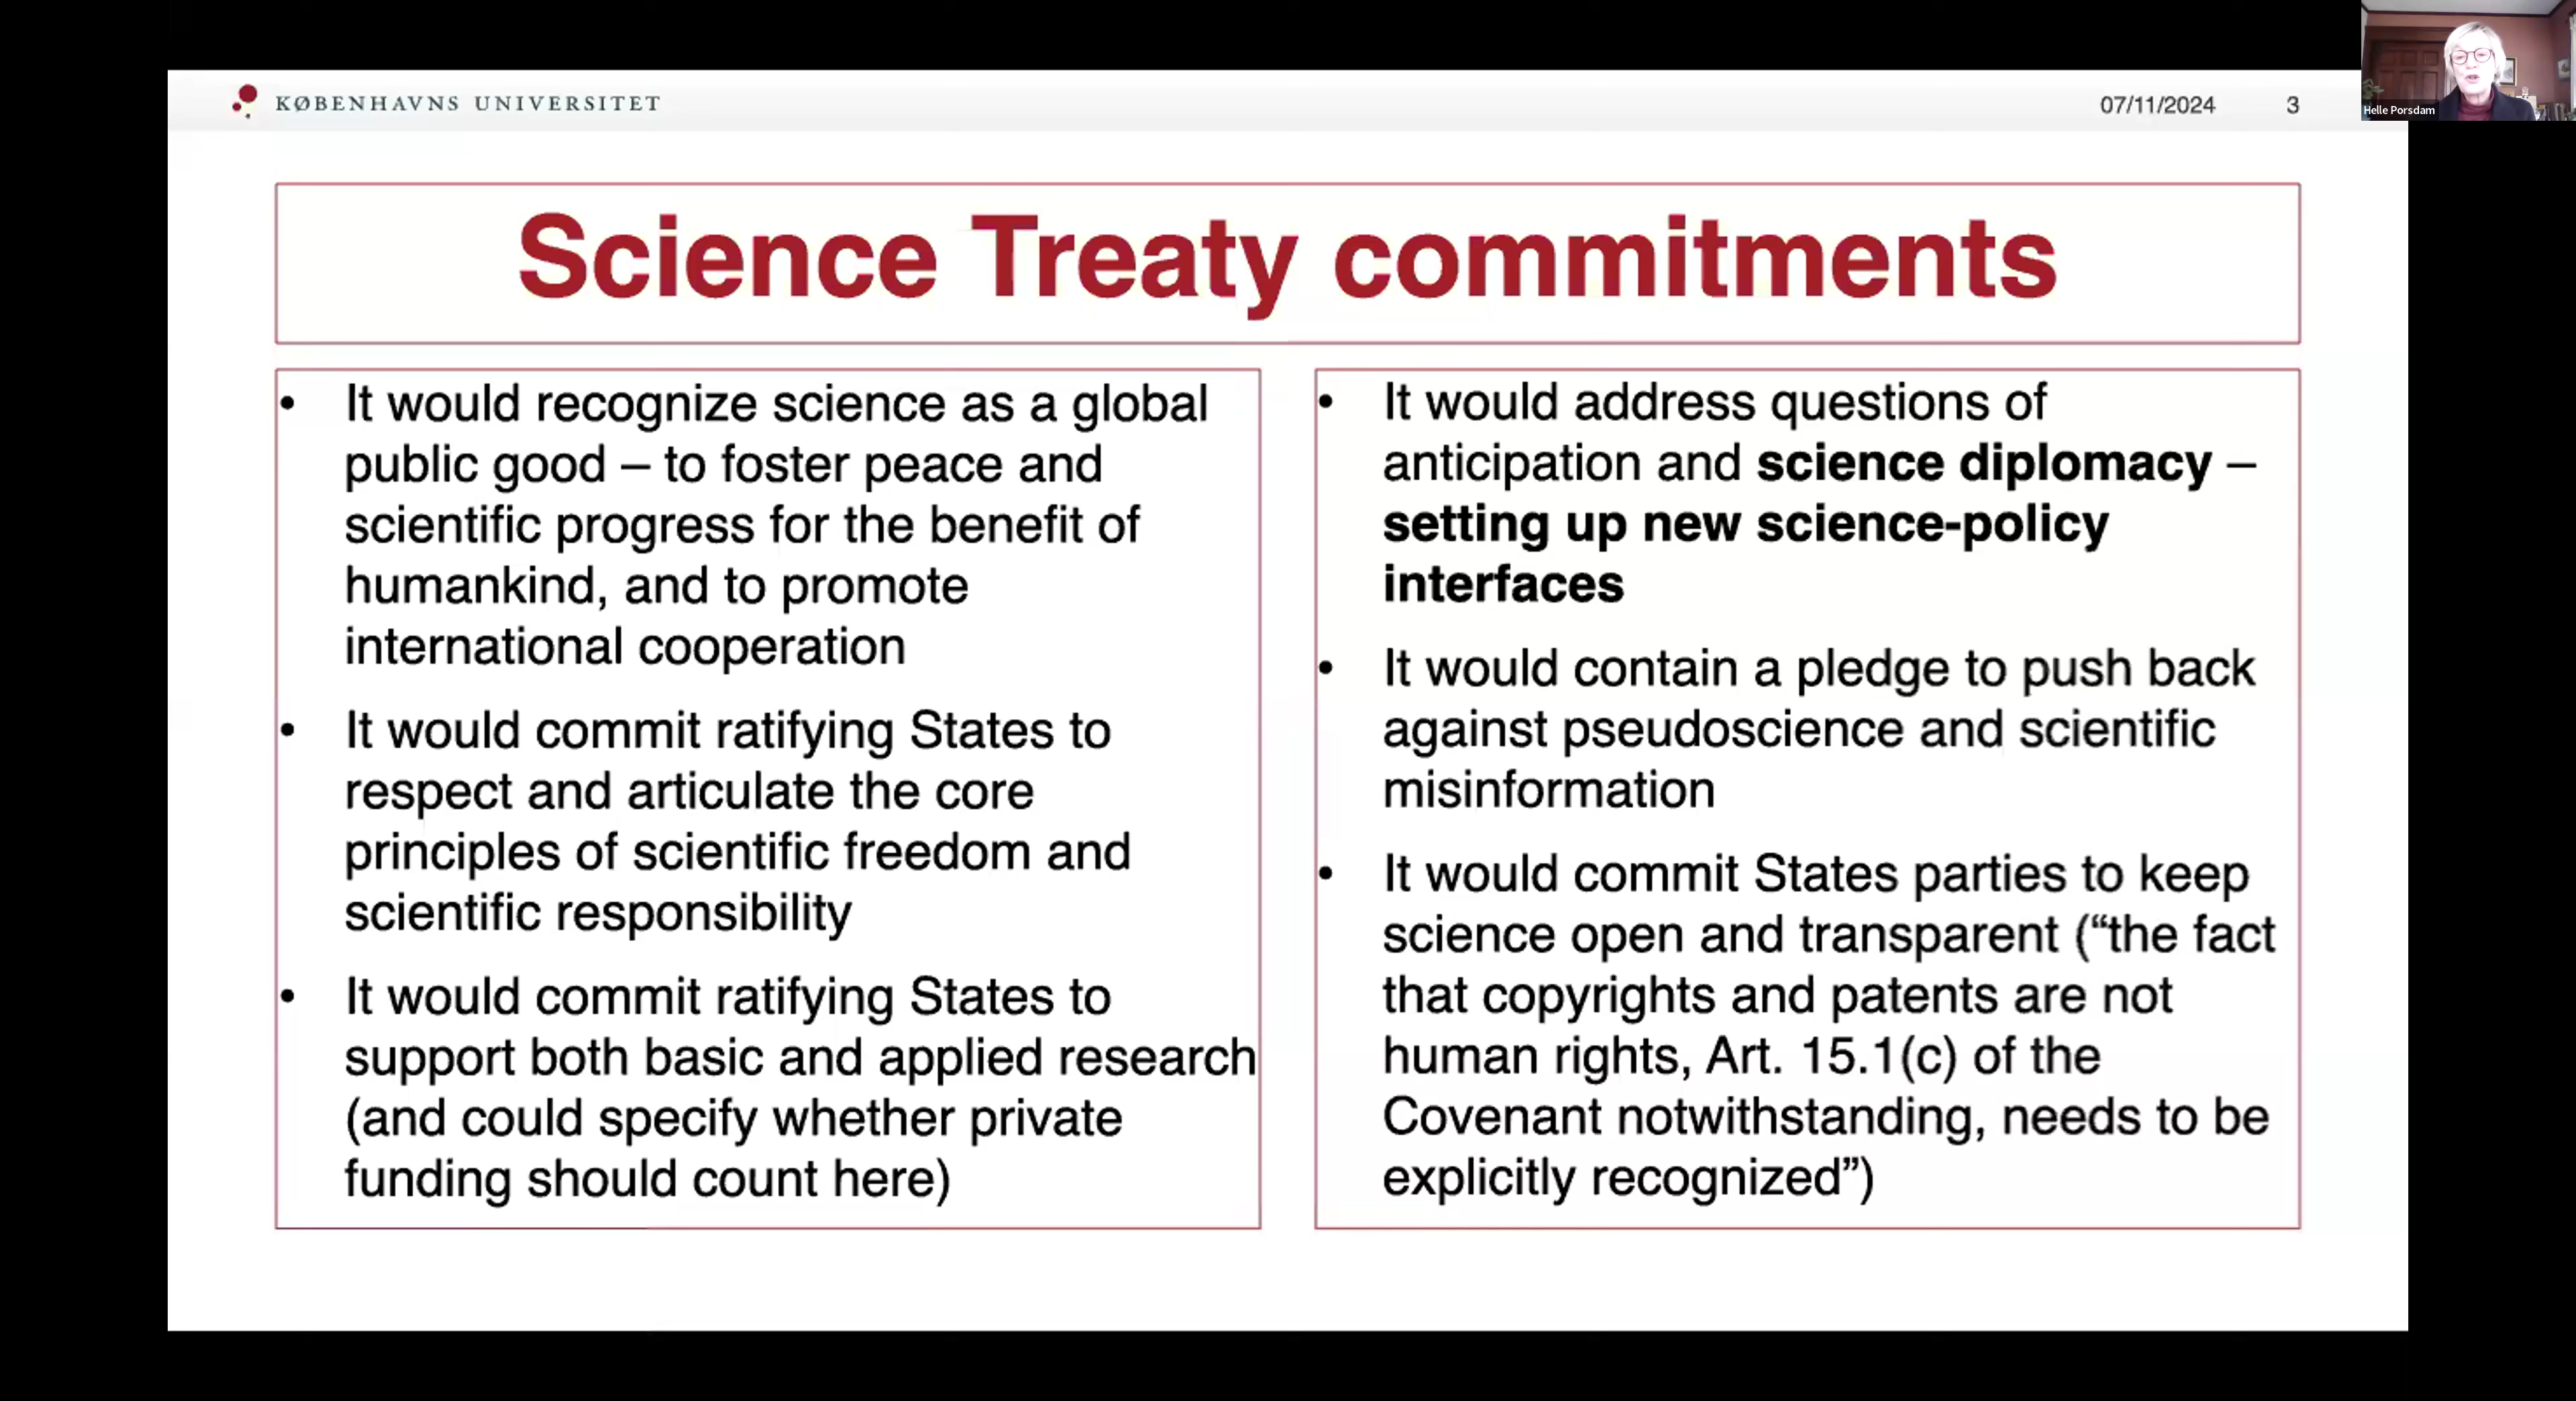 KØBENHAVNS UNIVERSITET
07/11/2024
3
Helle Porsdam
Science Treaty commitments
• It would recognize science as a global
public good – to foster peace and
scientific progress for the benefit of
humankind, and to promote
international cooperation
• It would commit ratifying States to
respect and articulate the core
principles of scientific freedom and
scientific responsibility
• It would commit ratifying States to
support both basic and applied research
(and could specify whether private
funding should count here)
• It would address questions of
anticipation and science diplomacy –
setting up new science-policy
interfaces
• It would contain a pledge to push back
against pseudoscience and scientific
misinformation
• It would commit States parties to keep
science open and transparent (“the fact
that copyrights and patents are not
human rights, Art. 15.1(c) of the
Covenant notwithstanding, needs to be
explicitly recognized”)